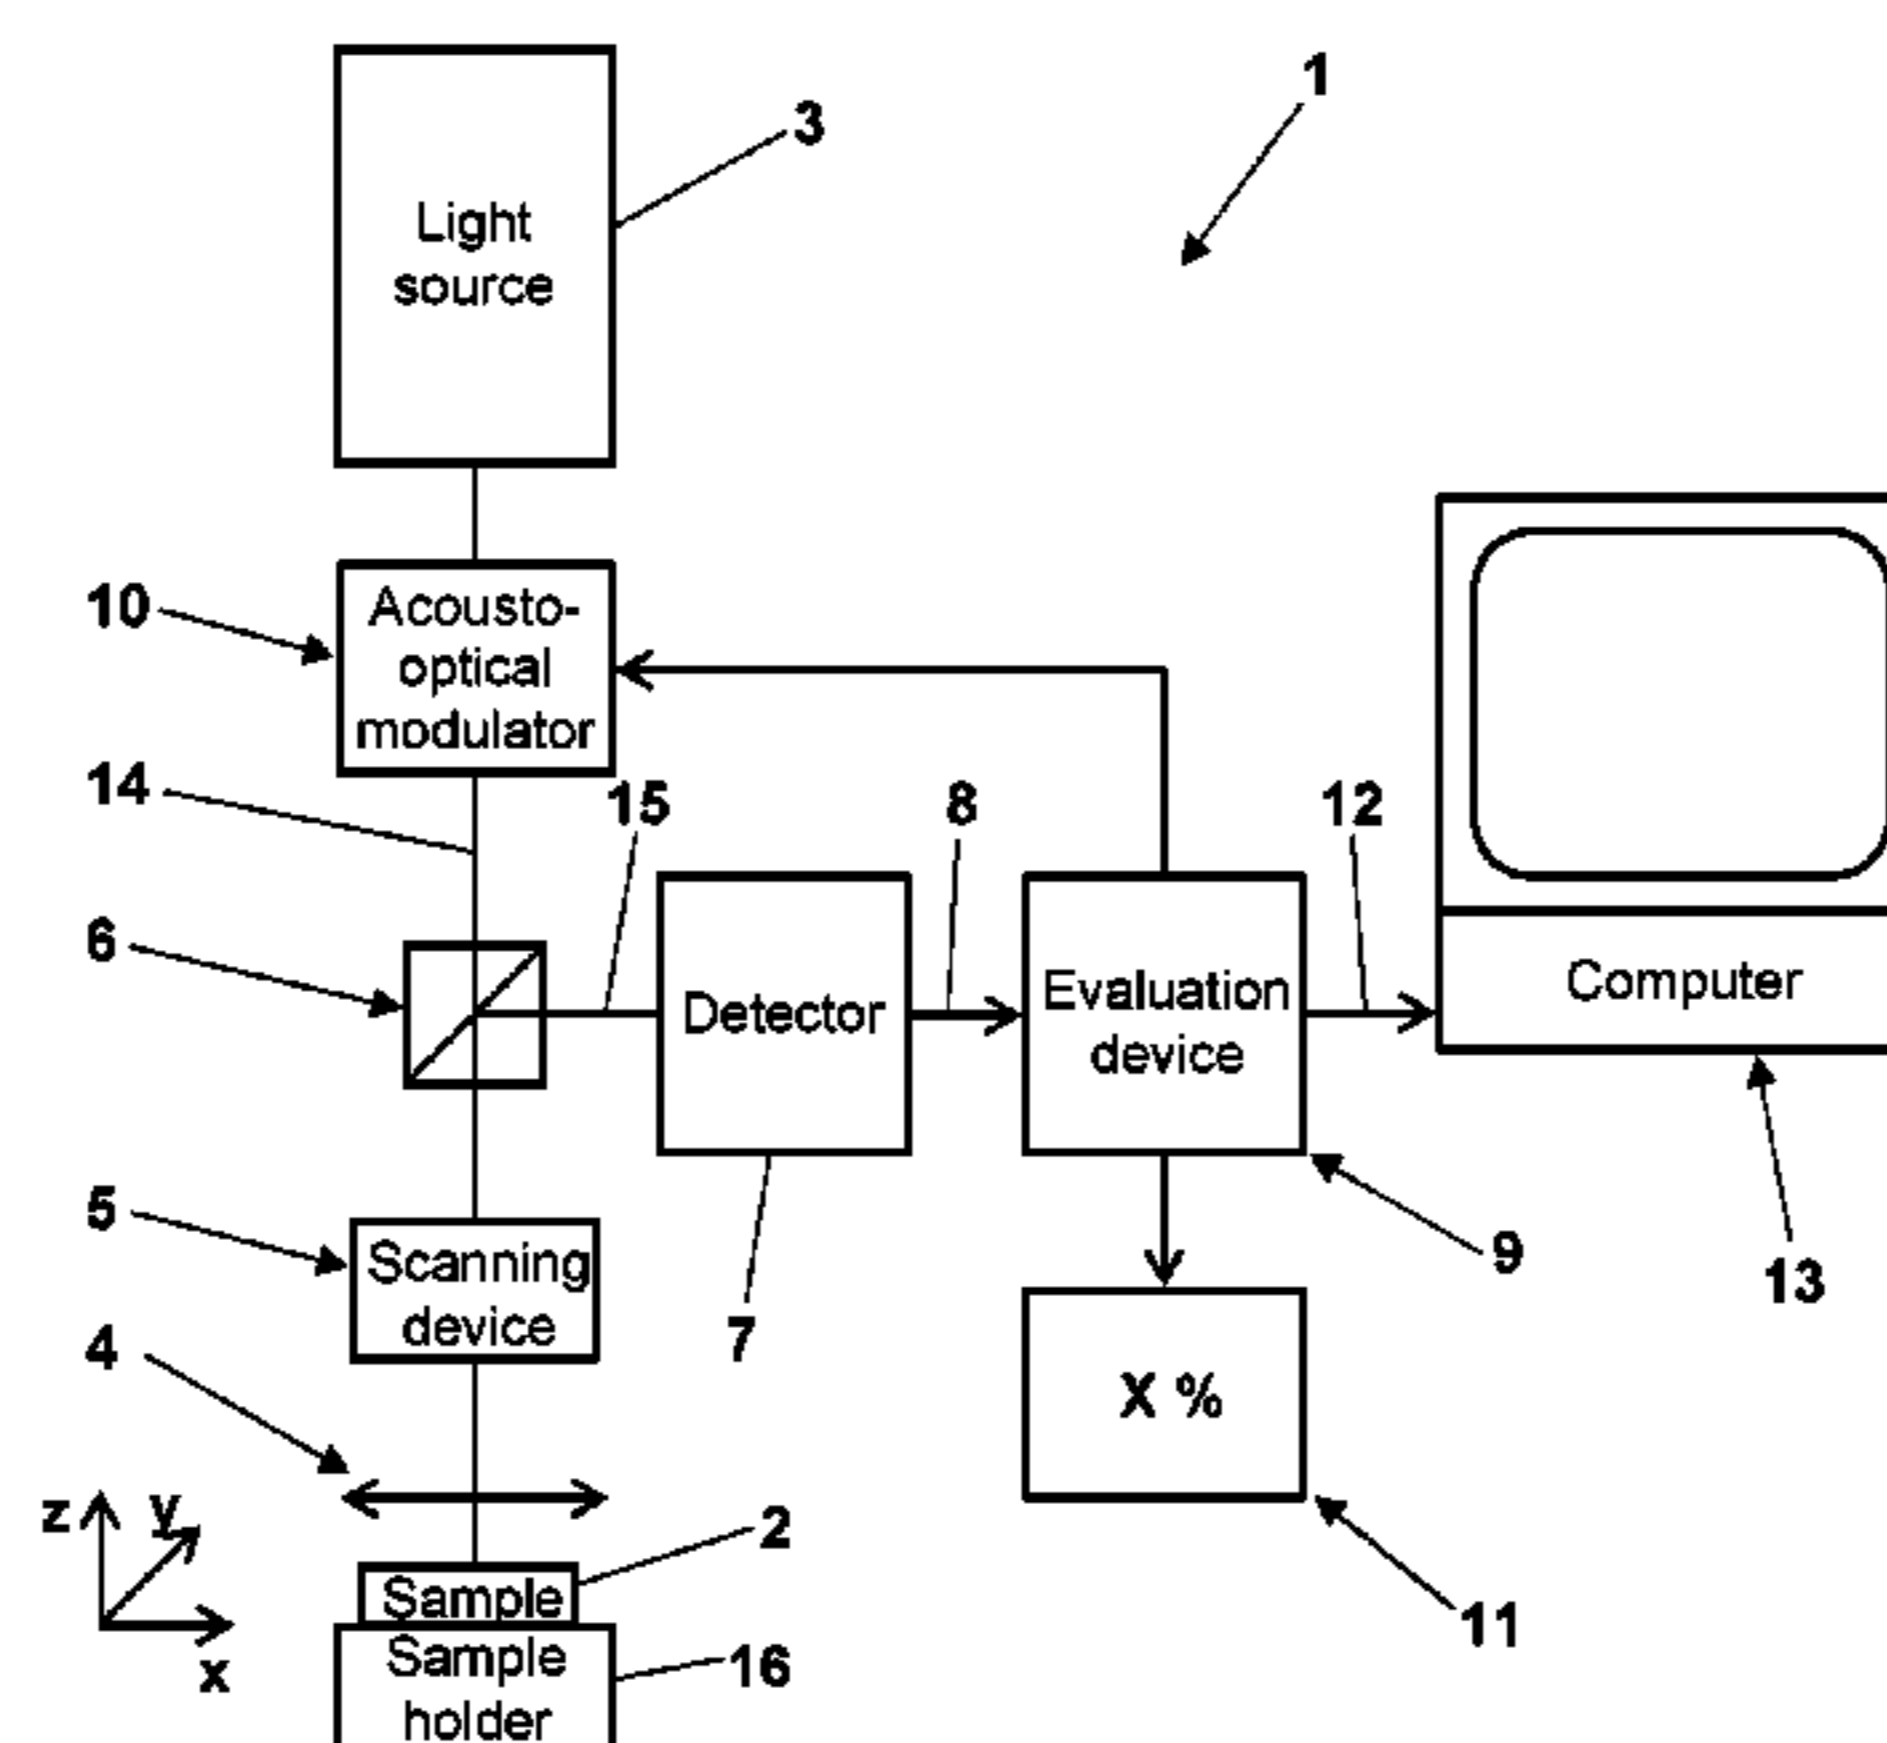 1
3
Light
source
10
Acousto-
optical
modulator
14
15
8
12
6
Detector
Evaluation
device
Computer
5
Scanning
device
7
9
13
4
X %
z
y
x
2
Sample
11
Sample
holder
16